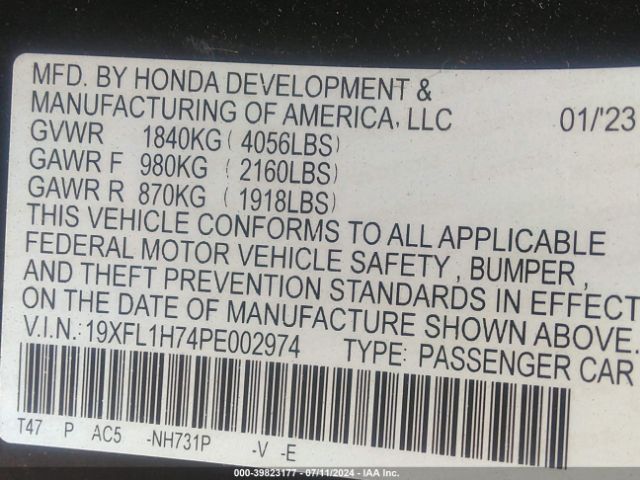 MFD. BY HONDA DEVELOPMENT &
MANUFACTURING OF AMERICA, LLC 01/'23
GVWR 1840KG ( 4056LBS)
GAWR F 980KG ( 2160LBS)
GAWR R 870KG ( 1918LBS)
THIS VEHICLE CONFORMS TO ALL APPLICABLE
FEDERAL MOTOR VEHICLE SAFETY, BUMPER,
AND THEFT PREVENTION STANDARDS IN EFFECT
ON THE DATE OF MANUFACTURE SHOWN ABOVE.
V.I.N.:19XFL1H74PE002974 TYPE: PASSENGER CAR
T47 P AC5 -NH731P -V -E
000-39823177 - 07/11/2024 - IAA Inc.